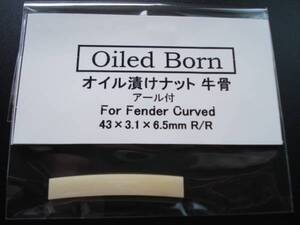 Oiled Born
オイル漬けナット 牛骨
アール付
For Fender Curved
43×3.1×6.5mm R/R